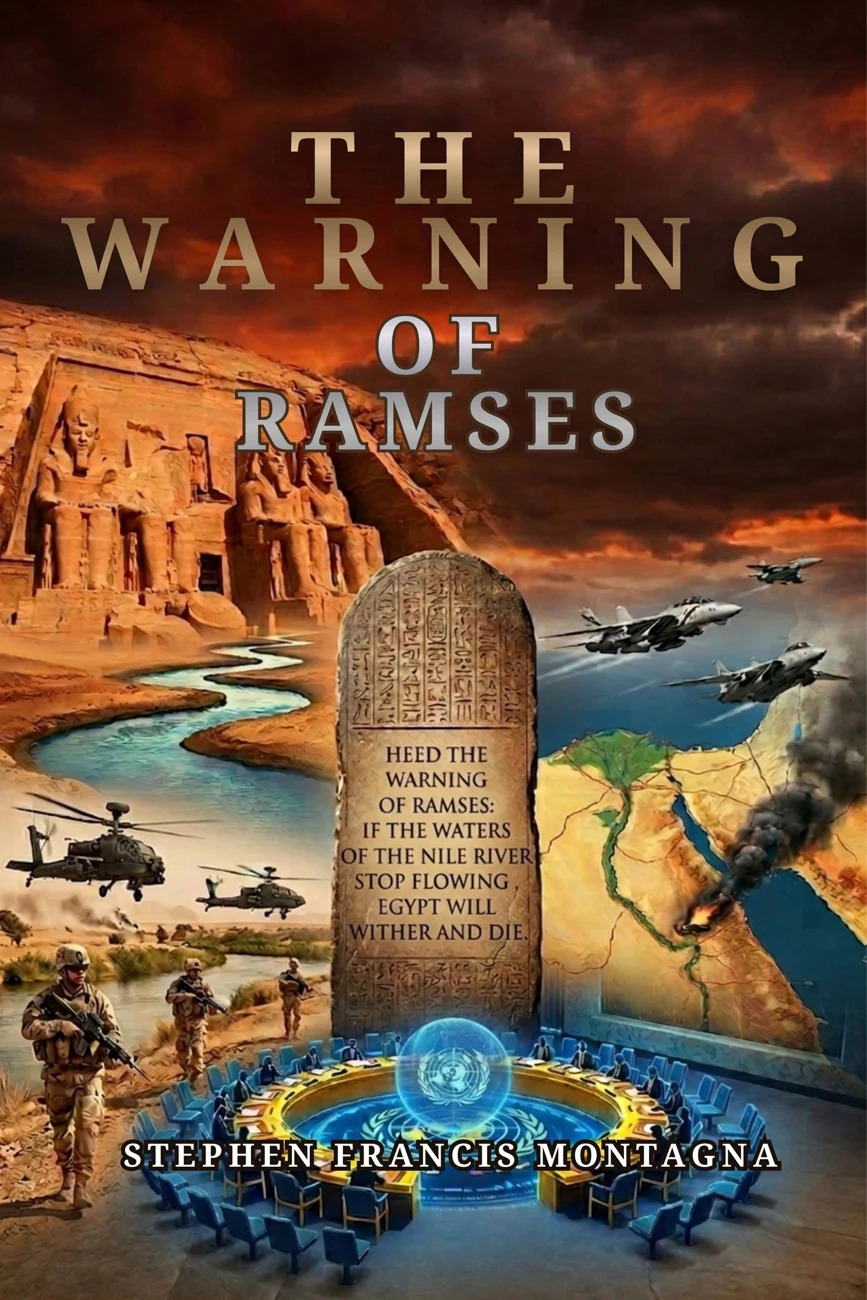 THE
WARNING
OF
RAMSES
HEED THE
WARNING
OF RAMSES:
IF THE WATERS
OF THE NILE RIVER
STOP FLOWING ,
EGYPT WILL
WITHER AND DIE.
STEPHEN FRANCIS MONTAGNA